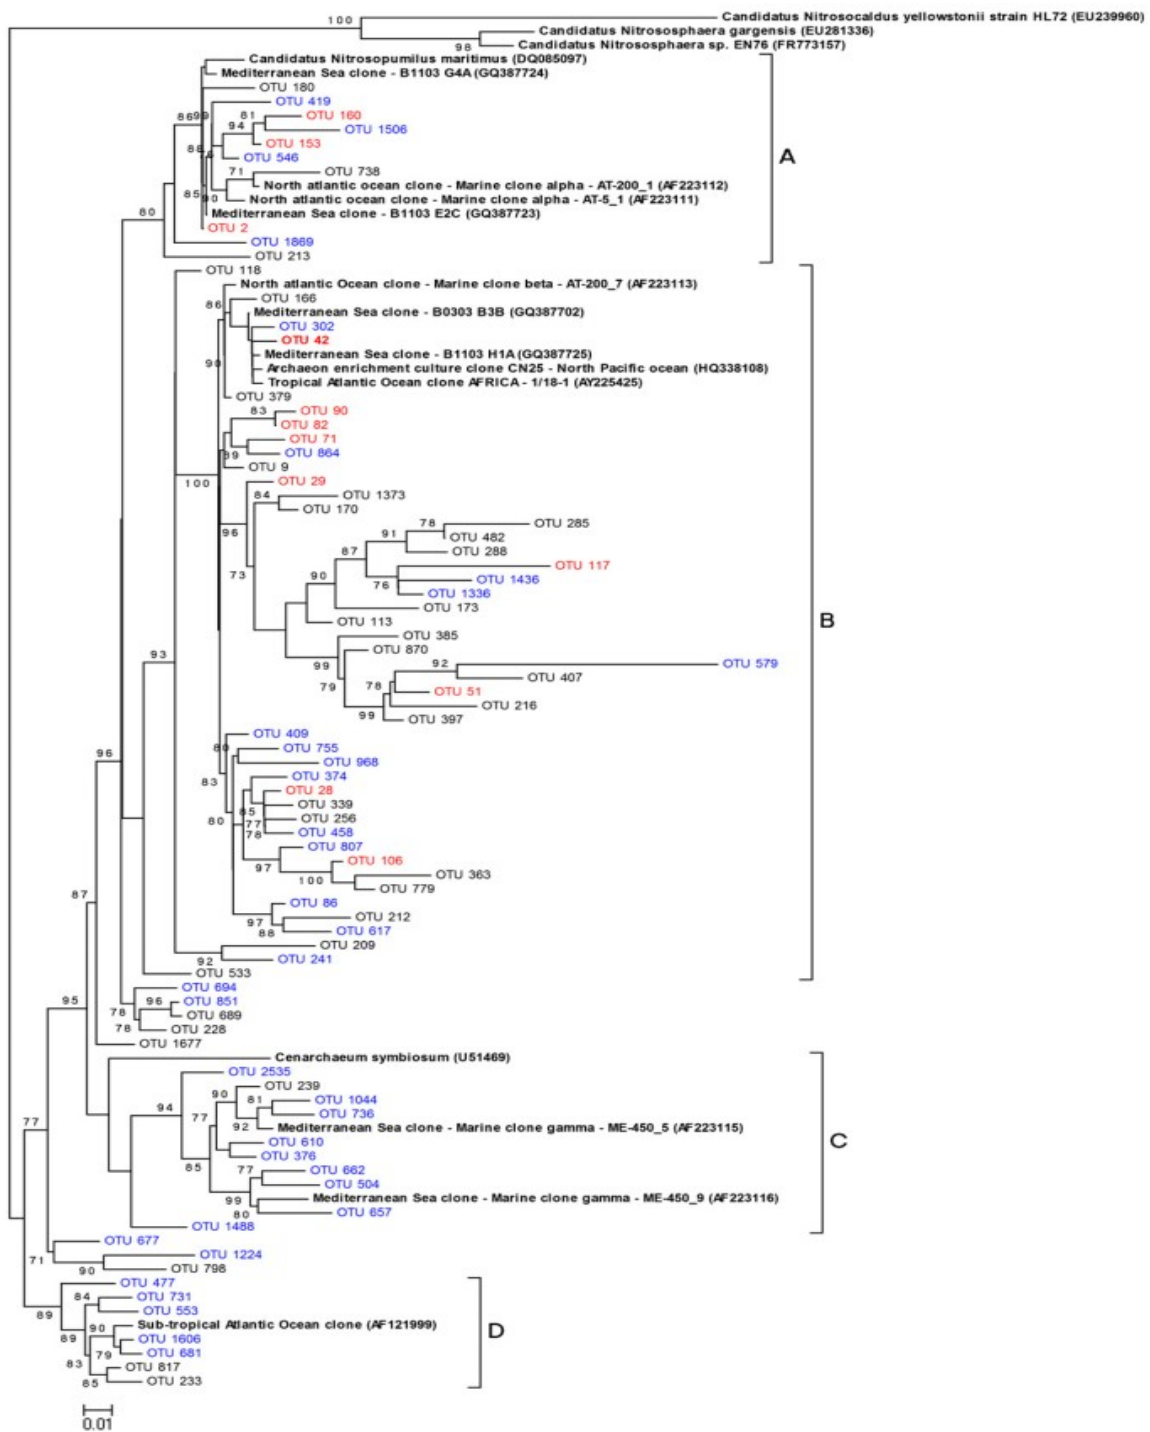 100
Candidatus Nitrosocaldus yellowstonii strain HL72 (EU239960)
Candidatus Nitrososphaera gargensis (EU281336)
98
Candidatus Nitrososphaera sp. EN76 (FR773157)
Candidatus Nitrosopumilus maritimus (DQ085097)
Mediterranean Sea clone - B1103 G4A (GQ387724)
OTU 180
OTU 419
86
81
OTU 160
94
OTU 1506
OTU 153
OTU 546
71
OTU 738
North atlantic ocean clone - Marine clone alpha - AT-200_1 (AF223112)
85
90
North atlantic ocean clone - Marine clone alpha - AT-5_1 (AF223111)
Mediterranean Sea clone - B1103 E2C (GQ387723)
80
OTU 2
OTU 1869
OTU 213
A
OTU 118
North atlantic Ocean clone - Marine clone beta - AT-200_7 (AF223113)
86
OTU 166
Mediterranean Sea clone - B0303 B3B (GQ387702)
OTU 302
OTU 42
Mediterranean Sea clone - B1103 H1A (GQ387725)
90
Archaeon enrichment culture clone CN25 - North Pacific ocean (HQ338108)
Tropical Atlantic Ocean clone AFRICA - 1/18-1 (AY225425)
OTU 379
83
OTU 90
OTU 82
OTU 71
OTU 864
89
OTU 9
100
OTU 29
84
OTU 1373
OTU 170
78
OTU 285
96
91
OTU 482
87
OTU 288
OTU 117
73
90
76
OTU 1436
OTU 1336
OTU 173
OTU 113
B
OTU 385
OTU 870
93
99
92
OTU 579
OTU 407
79
78
OTU 51
OTU 216
99
OTU 397
OTU 409
80
OTU 755
96
OTU 968
83
OTU 374
OTU 28
OTU 339
85
80
OTU 256
77
78
OTU 458
OTU 807
97
OTU 106
100
OTU 363
OTU 779
87
OTU 86
97
OTU 212
88
OTU 617
OTU 209
92
OTU 241
OTU 533
OTU 694
95
96
OTU 851
78
OTU 689
78
OTU 228
OTU 1677
Cenarchaeum symbiosum (U51469)
OTU 2535
OTU 239
90
81
OTU 1044
94
77
OTU 736
77
92
Mediterranean Sea clone - Marine clone gamma - ME-450_5 (AF223115)
OTU 610
C
85
OTU 376
77
OTU 662
OTU 504
99
Mediterranean Sea clone - Marine clone gamma - ME-450_9 (AF223116)
80
OTU 657
OTU 1488
OTU 677
71
OTU 1224
90
OTU 798
OTU 477
84
OTU 731
89
OTU 553
90
Sub-tropical Atlantic Ocean clone (AF121999)
D
89
OTU 1606
79
OTU 681
83
OTU 817
85
OTU 233
0.01